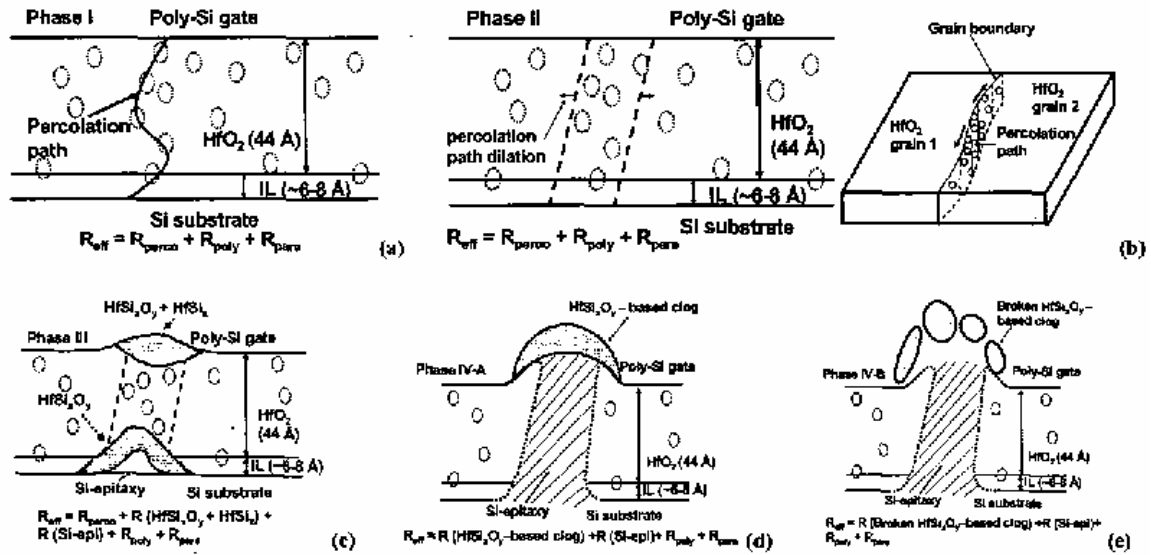 Phase I
Poly-Si gate
Percolation
path
HfO2 (44 Å)
IL (~6-8 Å)
Si substrate
Reff = Rperco + Rpoly + Rpara
(a)
Phase II
Poly-Si gate
percolation
path dilation
HfO2
(44 Å)
IL (~6-8 Å)
Si substrate
Reff = Rperco + Rpoly + Rpara
Grain boundary
HfO2
grain 1
HfO2
grain 2
Percolation
path
(b)
HfSixOy + HfSix
Phase III
Poly-Si gate
HfSixOy
HfO2
(44 Å)
IL (~6-8 Å)
Si-epitaxy
Si substrate
Reff = Rperco + R (HfSixOy + HfSix) +
R (Si-epi) + Rpoly + Rpara
(c)
HfSixOy–based clog
Phase IV-A
Poly-Si gate
HfO2 (44 Å)
IL (~6-8 Å)
Si-epitaxy
Si substrate
Reff = R (HfSixOy–based clog) +R (Si-epi)+ Rpoly + Rpara
(d)
Broken HfSixOy–
based clog
Phase IV-B
Poly-Si gate
HfO2 (44 Å)
IL (~6-8 Å)
Si-epitaxy
Si substrate
Reff = R (Broken HfSixOy–based clog) +R (Si-epi)+
Rpoly + Rpara
(e)